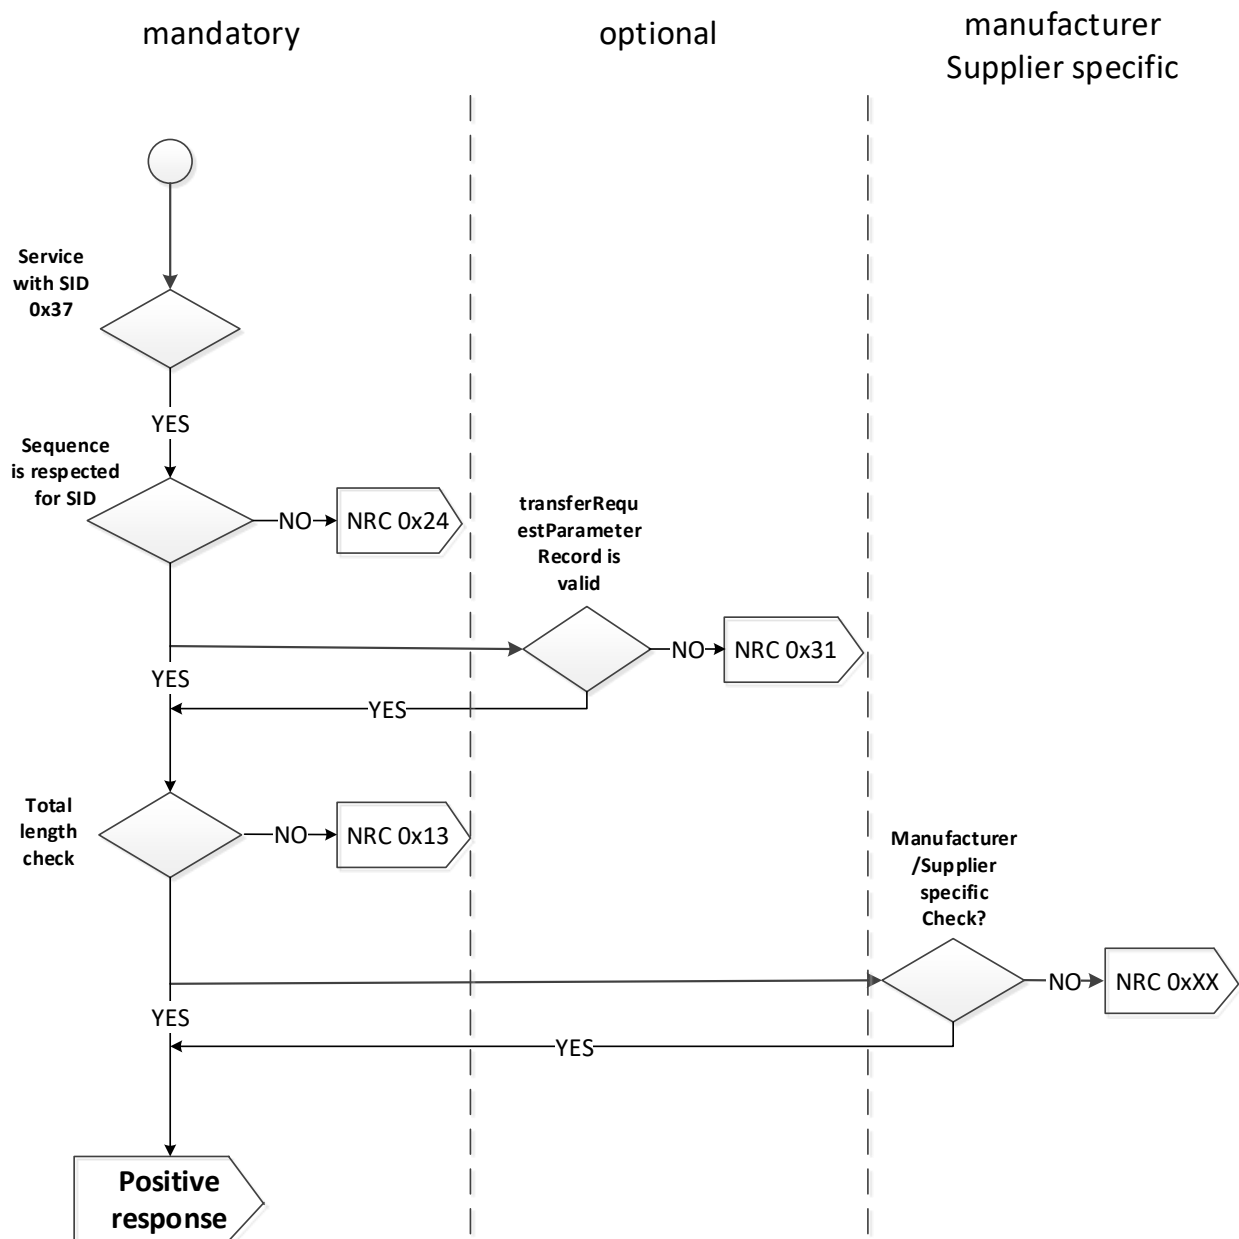 mandatory
optional
manufacturer
Supplier specific
Service
with SID
0x37
YES
Sequence
is respected
for SID
NO
NRC 0x24
transferRequ
estParameter
Record is
valid
NO
NRC 0x31
YES
YES
Total
length
check
NO
NRC 0x13
Manufacturer
/Supplier
specific
Check?
NO
NRC 0xXX
YES
YES
Positive
response